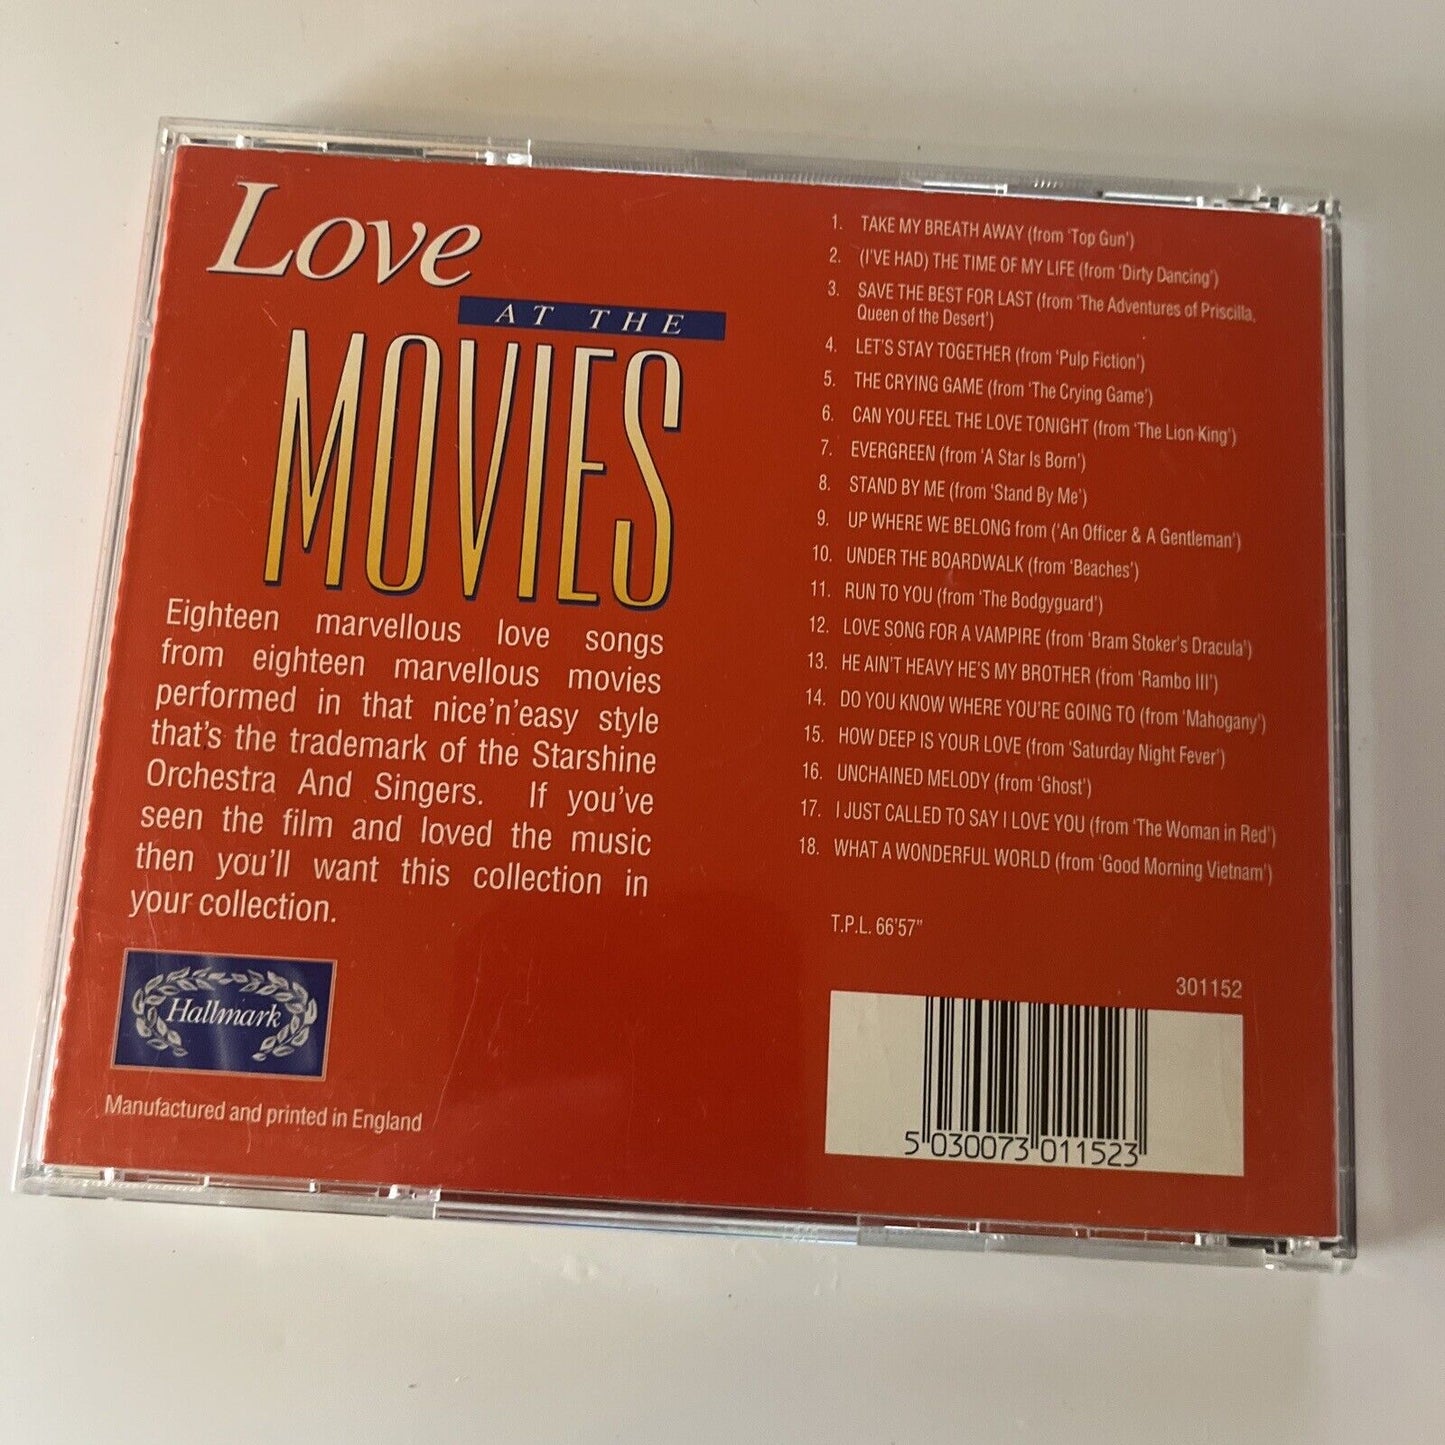 Love
AT THE
MOVIES
Eighteen marvellous love songs
from eighteen marvellous movies
performed in that nice'n'easy style
that's the trademark of the Starshine
Orchestra And Singers. If you've
seen the film and loved the music
then you'll want this collection in
your collection.
Hallmark
Manufactured and printed in England
1. TAKE MY BREATH AWAY (from 'Top Gun')
2. (I'VE HAD) THE TIME OF MY LIFE (from 'Dirty Dancing')
3. SAVE THE BEST FOR LAST (from 'The Adventures of Priscilla,
Queen of the Desert')
4. LET'S STAY TOGETHER (from 'Pulp Fiction')
5. THE CRYING GAME (from 'The Crying Game')
6. CAN YOU FEEL THE LOVE TONIGHT (from 'The Lion King')
7. EVERGREEN (from 'A Star Is Born')
8. STAND BY ME (from 'Stand By Me')
9. UP WHERE WE BELONG from ('An Officer & A Gentleman')
10. UNDER THE BOARDWALK (from 'Beaches')
11. RUN TO YOU (from 'The Bodgyguard')
12. LOVE SONG FOR A VAMPIRE (from 'Bram Stoker's Dracula')
13. HE AIN'T HEAVY HE'S MY BROTHER (from 'Rambo III')
14. DO YOU KNOW WHERE YOU'RE GOING TO (from 'Mahogany')
15. HOW DEEP IS YOUR LOVE (from 'Saturday Night Fever')
16. UNCHAINED MELODY (from 'Ghost')
17. I JUST CALLED TO SAY I LOVE YOU (from 'The Woman in Red')
18. WHAT A WONDERFUL WORLD (from 'Good Morning Vietnam')
T.P.L. 66'57"
301152
5 030073 011523